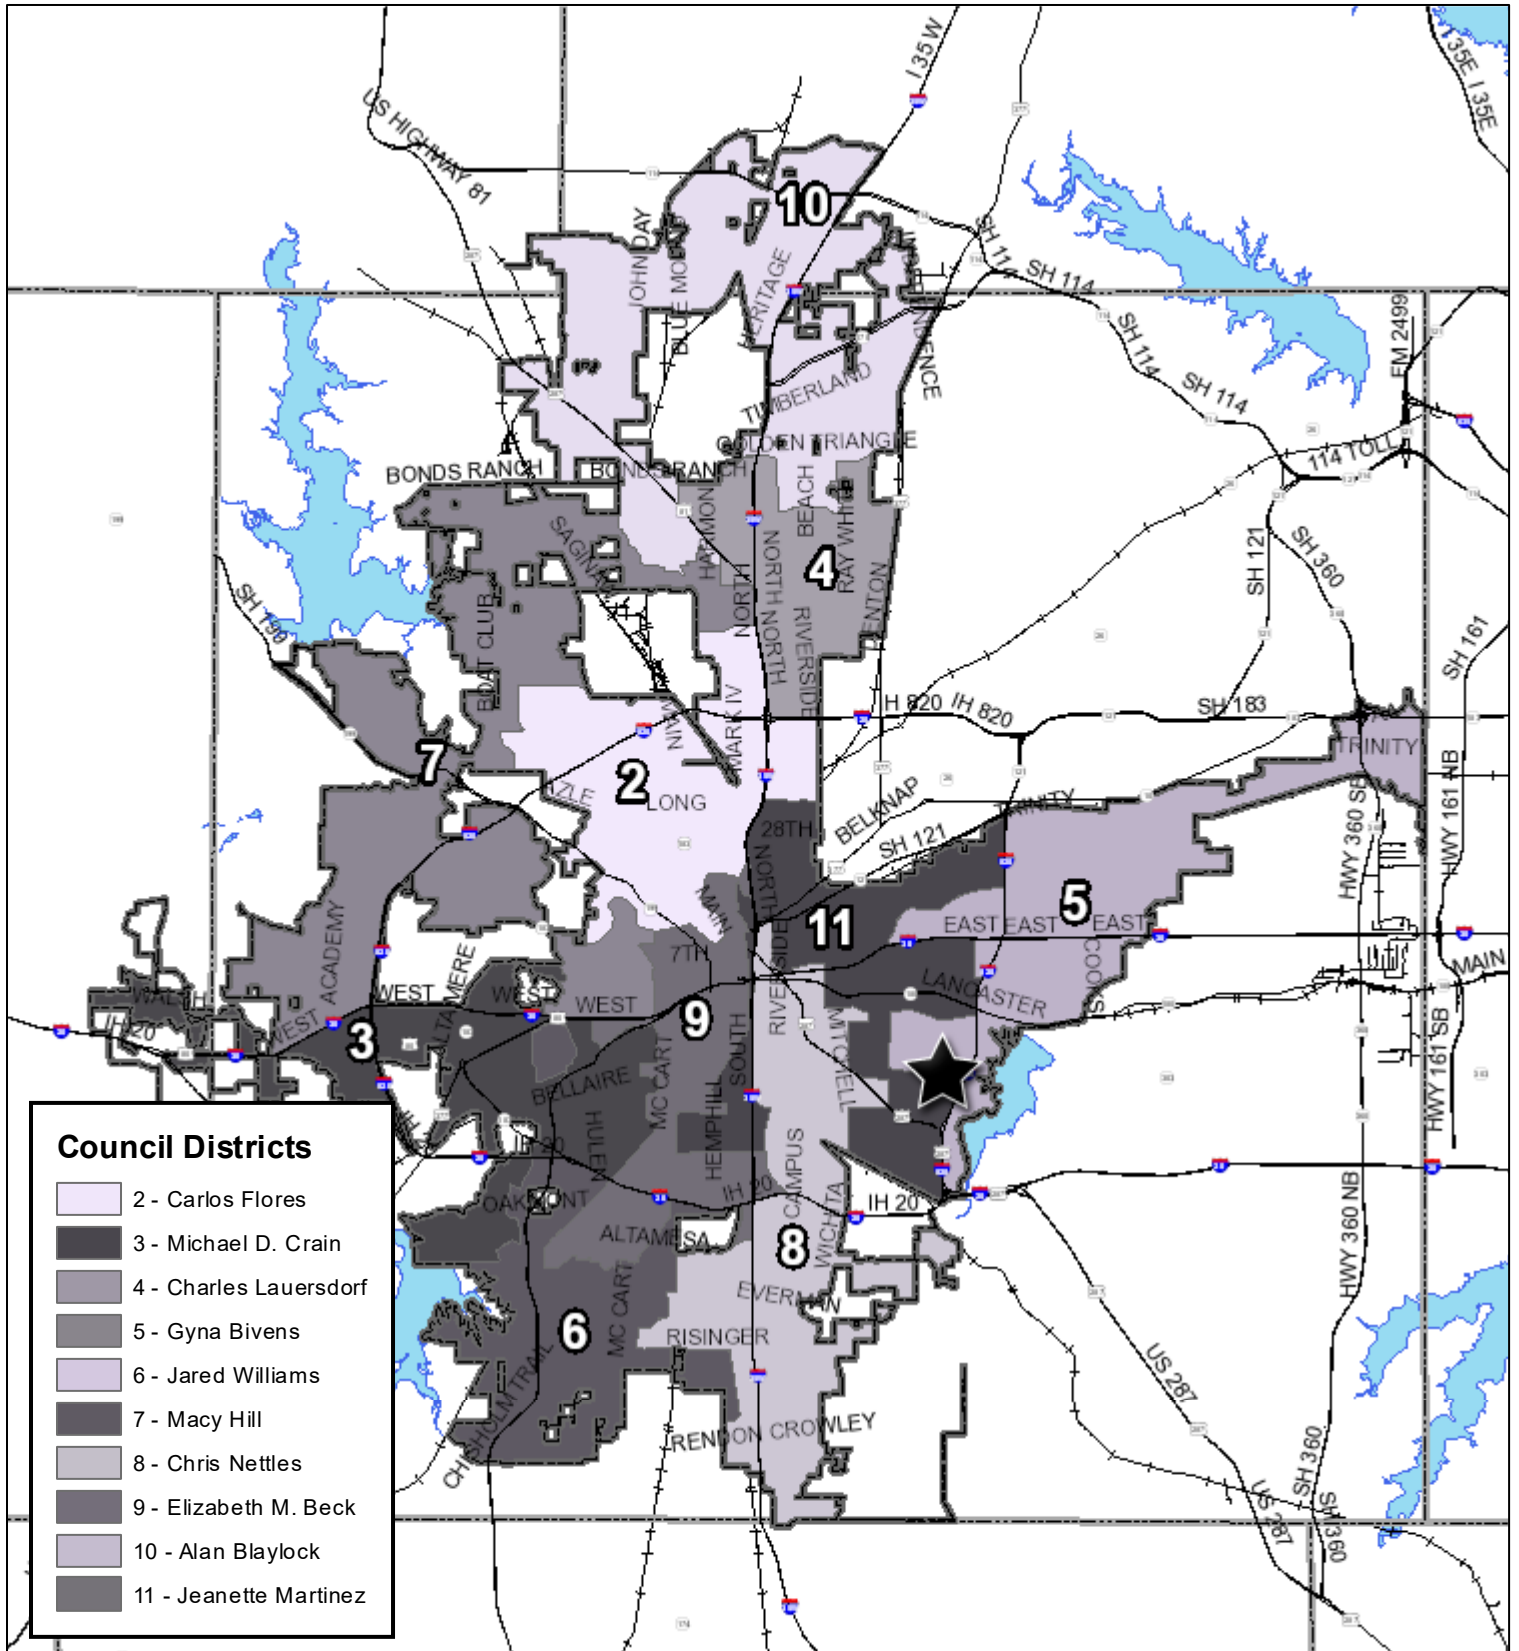 I 35W
I 35E
I 35E
US HIGHWAY 81
10
JOHN DAY
HERITAGE
SH 114
SH 114
SH 114
FM 2499
TIMBERLAND
GOLDEN TRIANGLE
114 TOLL
BONDS RANCH
BONDS RANCH
HARMON
BEACH
RAY WHITE
4
SAGINAW
NORTH
NORTH
NORTH
DENTON
SH 121
SH 360
SH 199
BOAT CLUB
RIVERSIDE
SH 161
MARK IV
IH 820
SH 183
TRINITY
7
2
LONG
28TH
BELKNAP
TRINITY
SH 121
HWY 360 SB
HWY 161 NB
MAIN
NORTH
11
5
EAST
EAST
EAST
ACADEMY
7TH
RIVERSIDE
LANCASTER
COOKS
MAIN
WEST
WEST
WEST
ALTAMERE
WALSH
IH 20
WEST
3
9
SOUTH
MITCHELL
HWY 161 SB
BELLAIRE
MC CART
HULEN
HEMPHILL
CAMPUS
WICHITA
IH 20
IH 20
IH 20
OAKMONT
ALTAMESA
8
HWY 360 NB
EVERMAN
6
MC CART
RISINGER
US 287
CHISHOLM TRAIL
RENDON CROWLEY
SH 360
US 287
SH 360
Council Districts
2 - Carlos Flores
3 - Michael D. Crain
4 - Charles Lauersdorf
5 - Gyna Bivens
6 - Jared Williams
7 - Macy Hill
8 - Chris Nettles
9 - Elizabeth M. Beck
10 - Alan Blaylock
11 - Jeanette Martinez